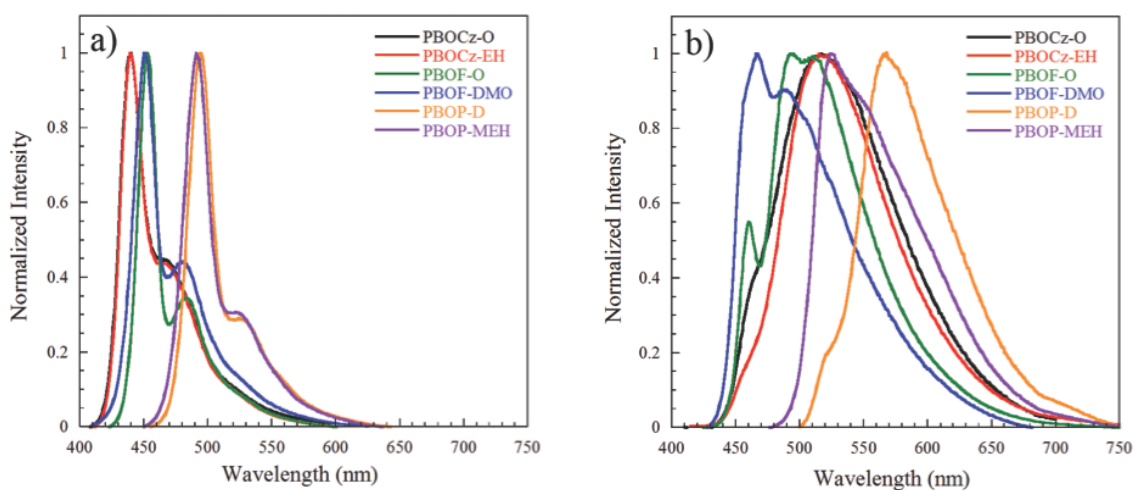 a)
PBOCz-O
PBOCz-EH
PBOF-O
PBOF-DMO
PBOP-D
PBOP-MEH
Normalized Intensity
1
0.8
0.6
0.4
0.2
0
400 450 500 550 600 650 700 750
Wavelength (nm)
b)
PBOCz-O
PBOCz-EH
PBOF-O
PBOF-DMO
PBOP-D
PBOP-MEH
Normalized Intensity
1
0.8
0.6
0.4
0.2
0
400 450 500 550 600 650 700 750
Wavelength (nm)